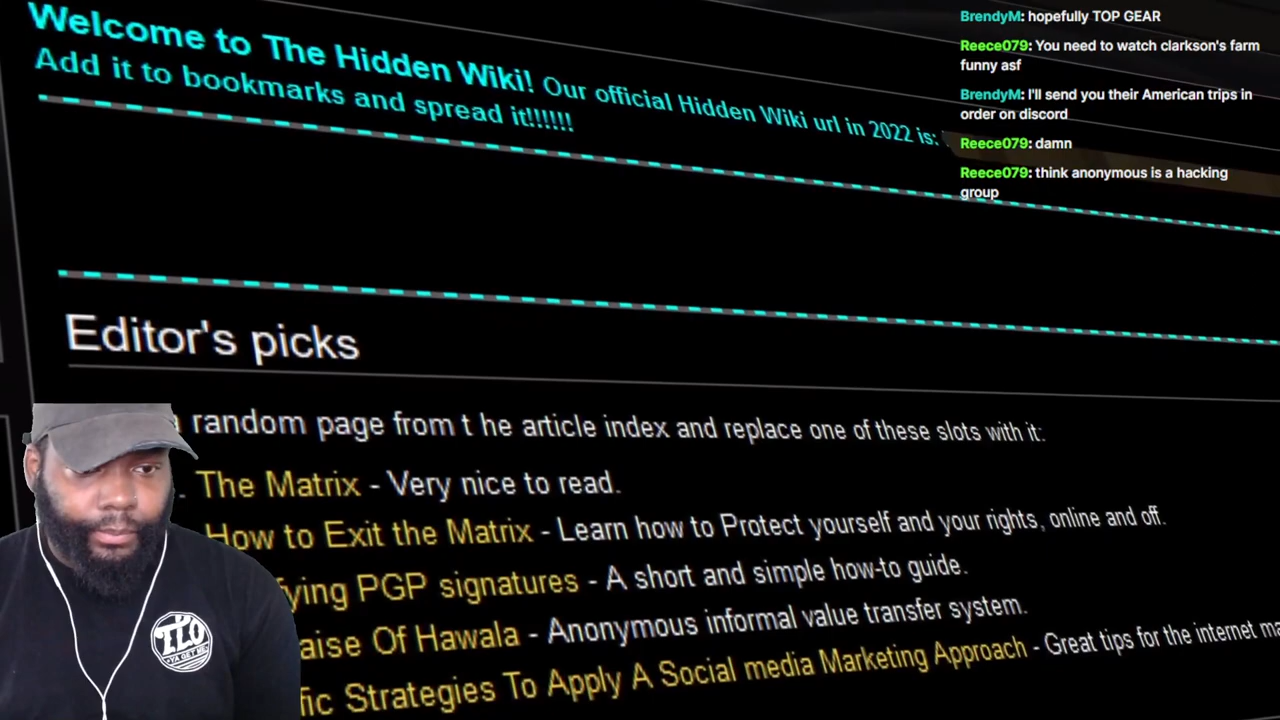 Welcome to The Hidden Wiki! Our official Hidden Wiki url in 2022 is:
Add it to bookmarks and spread it!!!!!!
Editor's picks
random page from t he article index and replace one of these slots with it:
. The Matrix - Very nice to read.
How to Exit the Matrix - Learn how to Protect yourself and your rights, online and off.
fying PGP signatures - A short and simple how-to guide.
aise Of Hawala - Anonymous informal value transfer system.
fic Strategies To Apply A Social media Marketing Approach - Great tips for the internet ma
BrendyM: hopefully TOP GEAR
Reece079: You need to watch clarkson's farm
funny asf
BrendyM: I'll send you their American trips in
order on discord
Reece079: damn
Reece079: think anonymous is a hacking
group
TLO
YA GET ME